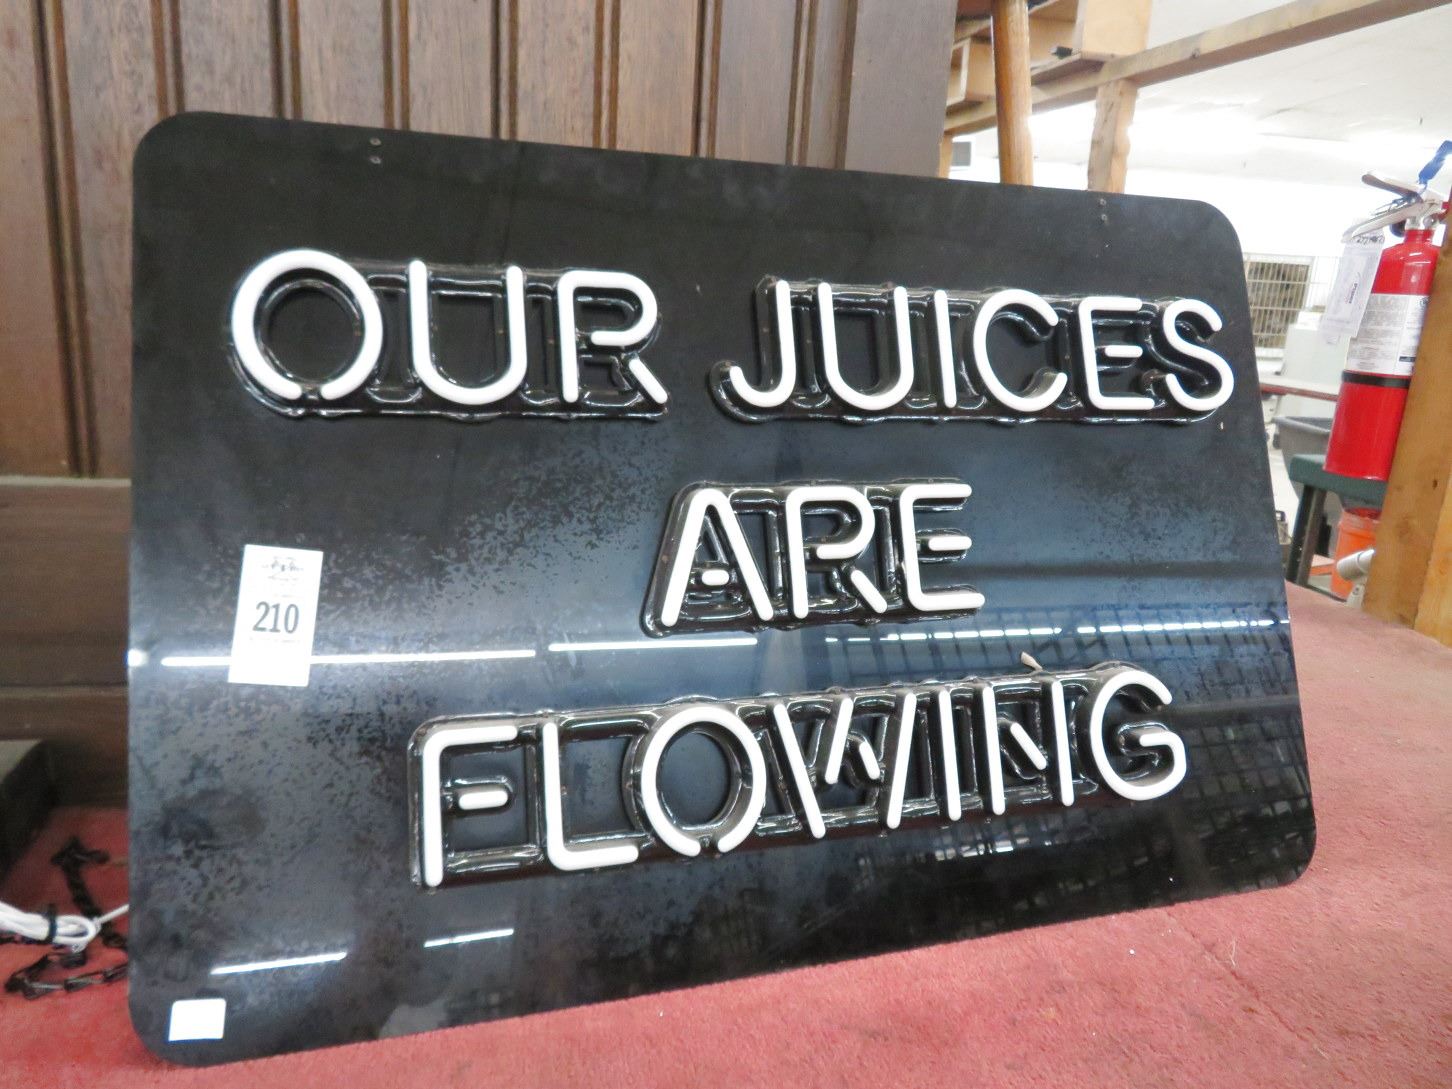 OUR JUICES
ARE
FLOWING
210